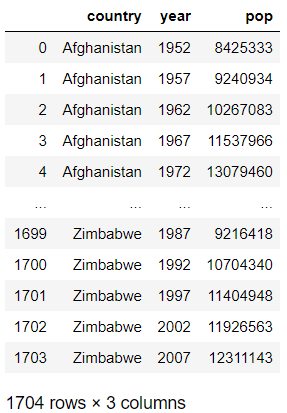 country year pop
0 Afghanistan 1952 8425333
1 Afghanistan 1957 9240934
2 Afghanistan 1962 10267083
3 Afghanistan 1967 11537966
4 Afghanistan 1972 13079460
... ... ... ...
1699 Zimbabwe 1987 9216418
1700 Zimbabwe 1992 10704340
1701 Zimbabwe 1997 11404948
1702 Zimbabwe 2002 11926563
1703 Zimbabwe 2007 12311143
1704 rows × 3 columns